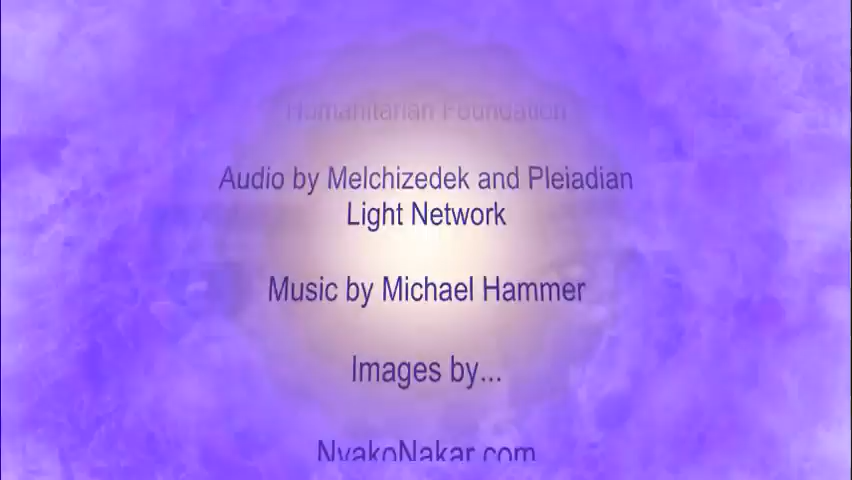 Humanitarian Foundation
Audio by Melchizedek and Pleiadian
Light Network
Music by Michael Hammer
Images by...
NyakoNakar.com